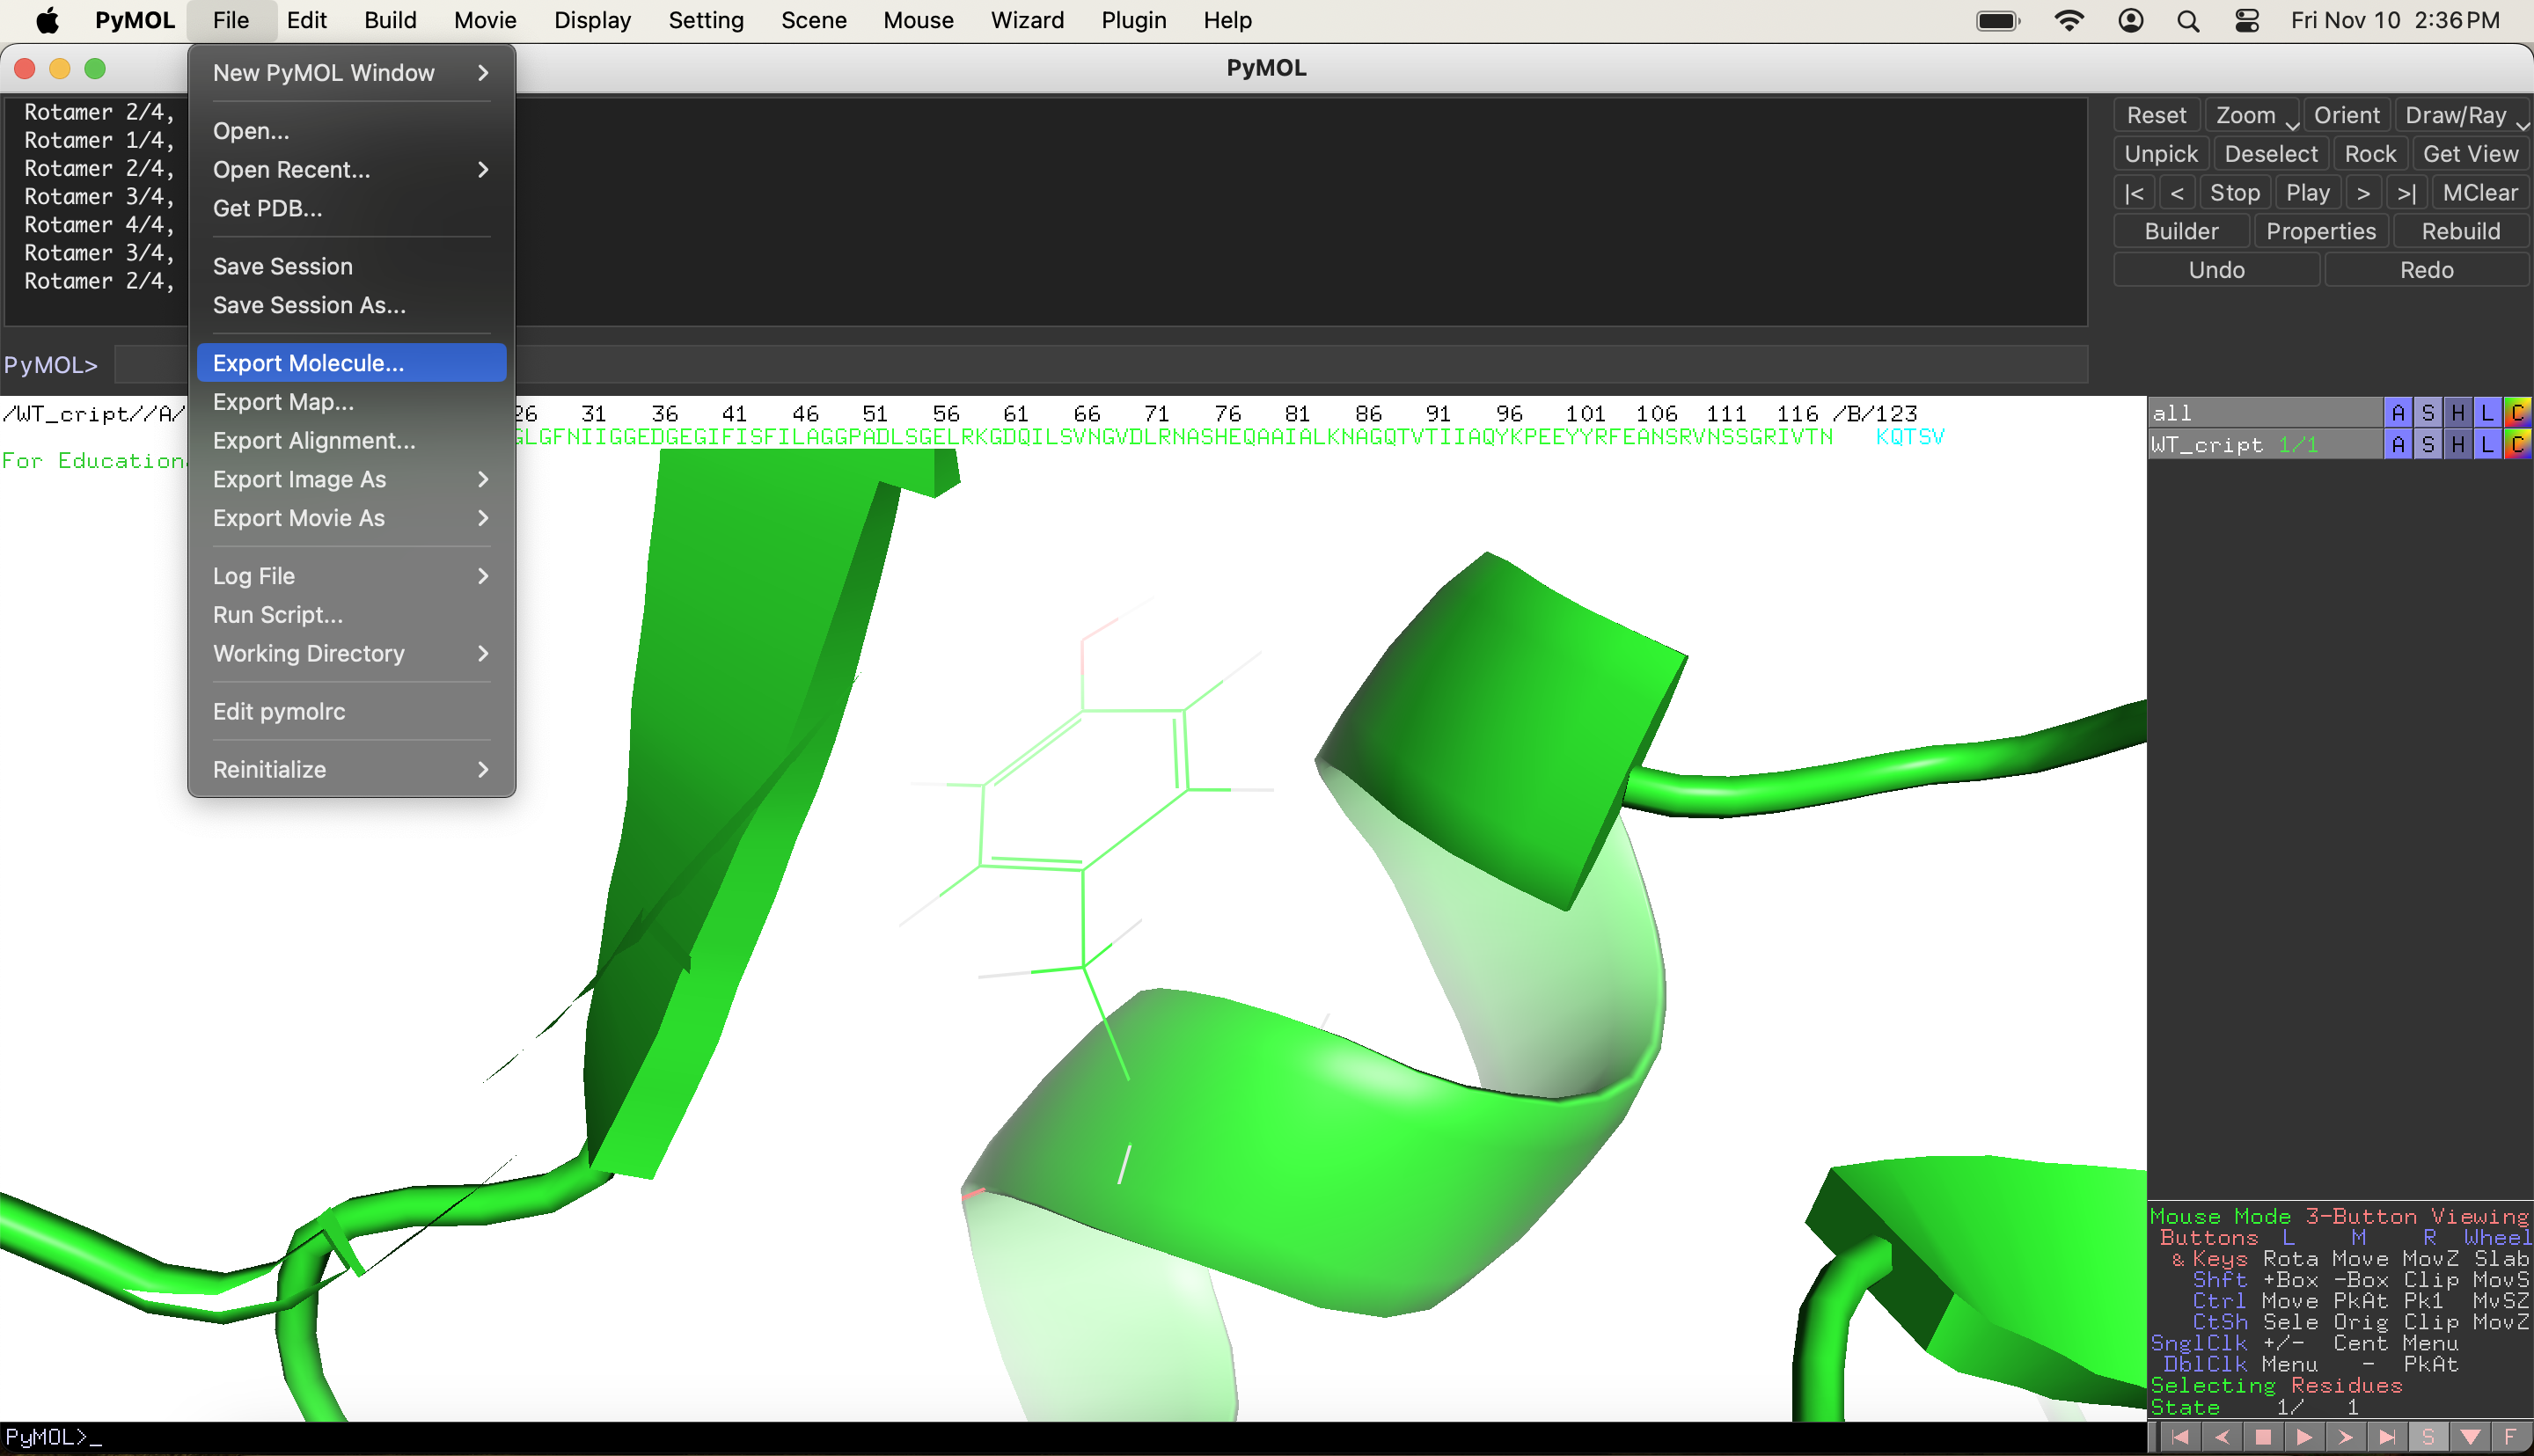 PyMOL File Edit Build Movie Display Setting Scene Mouse Wizard Plugin Help Fri Nov 10 2:36 PM
PyMOL
New PyMOL Window
Open...
Open Recent...
Get PDB...
Save Session
Save Session As...
Export Molecule...
Export Map...
Export Alignment...
Export Image As
Export Movie As
Log File
Run Script...
Working Directory
Edit pymolrc
Reinitialize
Rotamer 2/4,
Rotamer 1/4,
Rotamer 2/4,
Rotamer 3/4,
Rotamer 4/4,
Rotamer 3/4,
Rotamer 2/4,
PyMOL>
Reset Zoom Orient Draw/Ray
Unpick Deselect Rock Get View
|< < Stop Play > >| MClear
Builder Properties Rebuild
Undo Redo
/WT_cript//A/ 26 31 36 41 46 51 56 61 66 71 76 81 86 91 96 101 106 111 116 /B/123
GLGFNIIGGEDGEGIFISFILAGGPADLSGELRKGDQILSVNGVDLRNASHEQAAIALKNAGQTVTIIAQYKPEEYYRFEANSRVNSSGRIVTN KQTSV
For Educationa
all A S H L C
WT_cript 1/1 A S H L C
Mouse Mode 3-Button Viewing
Buttons L M R Wheel
& Keys Rota Move MovZ Slab
Shft +Box -Box Clip MovS
Ctrl Move PkAt Pk1 MvSZ
CtSh Sele Orig Clip MovZ
SnglClk +/- Cent Menu
DblClk Menu - PkAt
Selecting Residues
State 1/ 1
S F
PyMOL>_